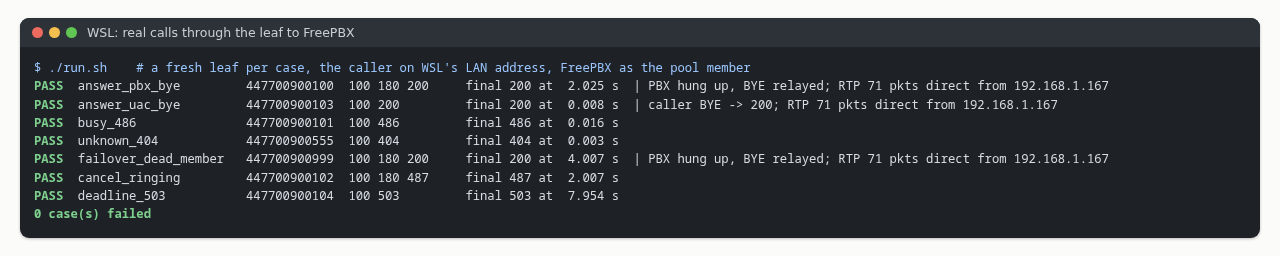 WSL: real calls through the leaf to FreePBX
$ ./run.sh    # a fresh leaf per case, the caller on WSL's LAN address, FreePBX as the pool member
PASS  answer_pbx_bye         447700900100  100 180 200     final 200 at  2.025 s  | PBX hung up, BYE relayed; RTP 71 pkts direct from 192.168.1.167
PASS  answer_uac_bye         447700900103  100 200         final 200 at  0.008 s  | caller BYE -> 200; RTP 71 pkts direct from 192.168.1.167
PASS  busy_486               447700900101  100 486         final 486 at  0.016 s
PASS  unknown_404            447700900555  100 404         final 404 at  0.003 s
PASS  failover_dead_member   447700900999  100 180 200     final 200 at  4.007 s  | PBX hung up, BYE relayed; RTP 71 pkts direct from 192.168.1.167
PASS  cancel_ringing         447700900102  100 180 487     final 487 at  2.007 s
PASS  deadline_503           447700900104  100 503         final 503 at  7.954 s
0 case(s) failed